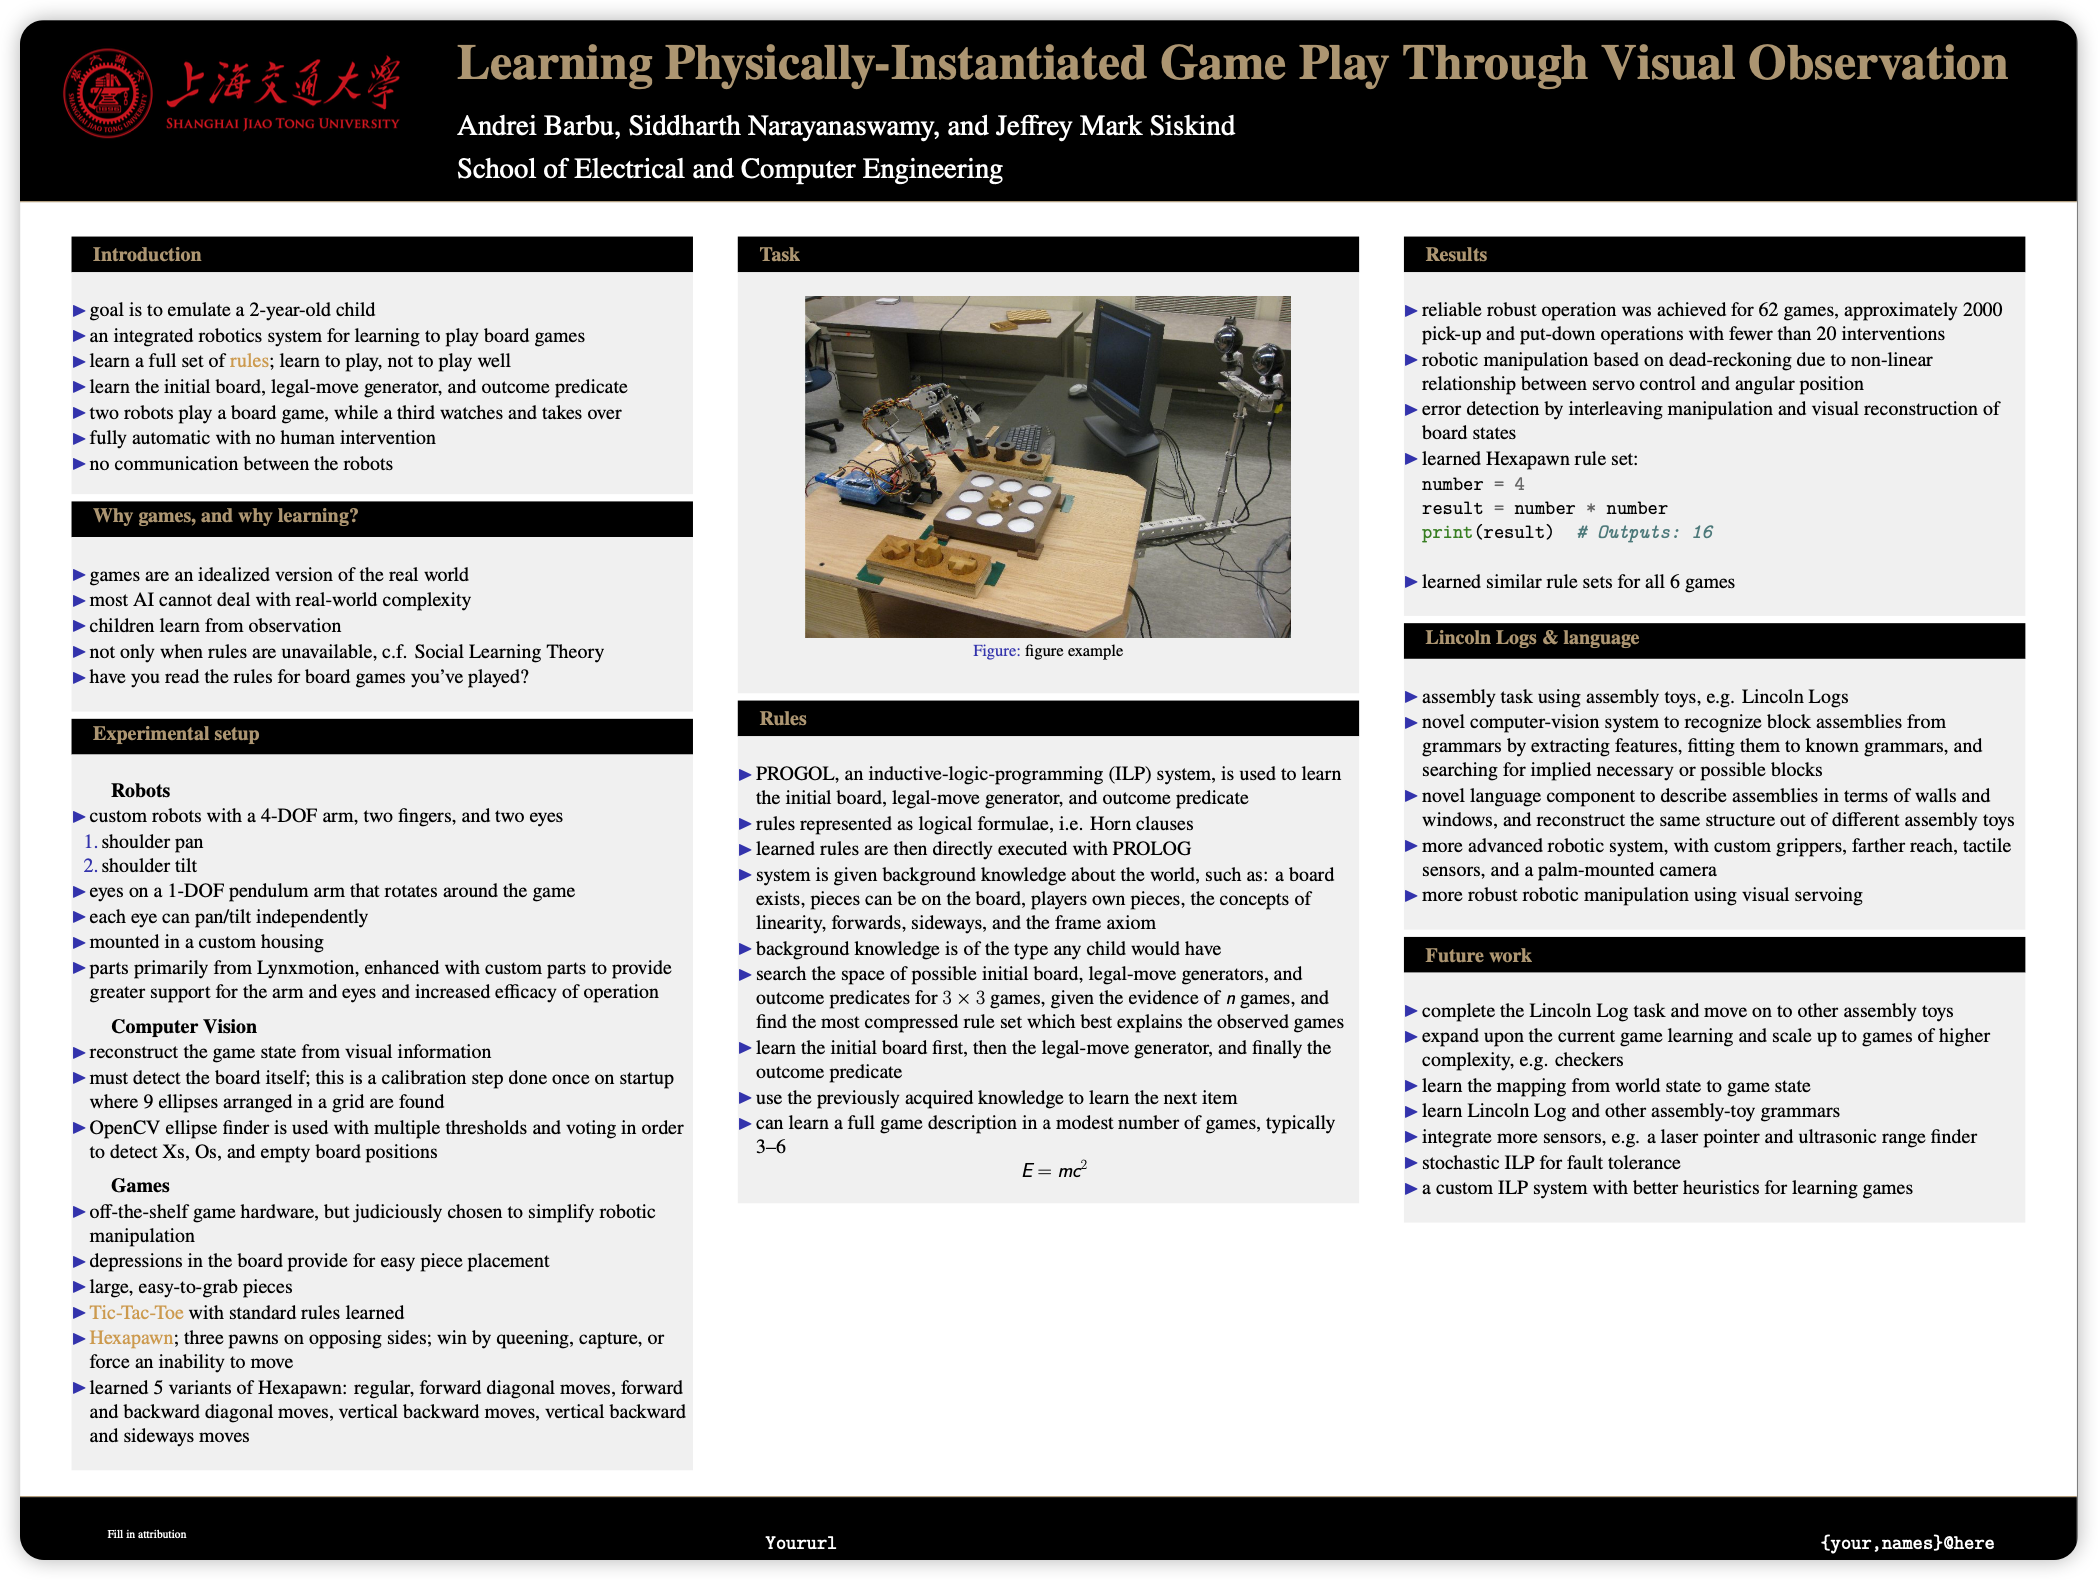 上海交通大學
SHANGHAI JIAO TONG UNIVERSITY
Learning Physically-Instantiated Game Play Through Visual Observation
Andrei Barbu, Siddharth Narayanaswamy, and Jeffrey Mark Siskind
School of Electrical and Computer Engineering
Introduction
▶ goal is to emulate a 2-year-old child
▶ an integrated robotics system for learning to play board games
▶ learn a full set of rules; learn to play, not to play well
▶ learn the initial board, legal-move generator, and outcome predicate
▶ two robots play a board game, while a third watches and takes over
▶ fully automatic with no human intervention
▶ no communication between the robots
Why games, and why learning?
▶ games are an idealized version of the real world
▶ most AI cannot deal with real-world complexity
▶ children learn from observation
▶ not only when rules are unavailable, c.f. Social Learning Theory
▶ have you read the rules for board games you've played?
Experimental setup
Robots
▶ custom robots with a 4-DOF arm, two fingers, and two eyes
1. shoulder pan
2. shoulder tilt
▶ eyes on a 1-DOF pendulum arm that rotates around the game
▶ each eye can pan/tilt independently
▶ mounted in a custom housing
▶ parts primarily from Lynxmotion, enhanced with custom parts to provide
greater support for the arm and eyes and increased efficacy of operation
Computer Vision
▶ reconstruct the game state from visual information
▶ must detect the board itself; this is a calibration step done once on startup
where 9 ellipses arranged in a grid are found
▶ OpenCV ellipse finder is used with multiple thresholds and voting in order
to detect Xs, Os, and empty board positions
Games
▶ off-the-shelf game hardware, but judiciously chosen to simplify robotic
manipulation
▶ depressions in the board provide for easy piece placement
▶ large, easy-to-grab pieces
▶ Tic-Tac-Toe with standard rules learned
▶ Hexapawn; three pawns on opposing sides; win by queening, capture, or
force an inability to move
▶ learned 5 variants of Hexapawn: regular, forward diagonal moves, forward
and backward diagonal moves, vertical backward moves, vertical backward
and sideways moves
Task
Figure: figure example
Rules
▶ PROGOL, an inductive-logic-programming (ILP) system, is used to learn
the initial board, legal-move generator, and outcome predicate
▶ rules represented as logical formulae, i.e. Horn clauses
▶ learned rules are then directly executed with PROLOG
▶ system is given background knowledge about the world, such as: a board
exists, pieces can be on the board, players own pieces, the concepts of
linearity, forwards, sideways, and the frame axiom
▶ background knowledge is of the type any child would have
▶ search the space of possible initial board, legal-move generators, and
outcome predicates for 3 × 3 games, given the evidence of n games, and
find the most compressed rule set which best explains the observed games
▶ learn the initial board first, then the legal-move generator, and finally the
outcome predicate
▶ use the previously acquired knowledge to learn the next item
▶ can learn a full game description in a modest number of games, typically
3–6
E = mc²
Results
▶ reliable robust operation was achieved for 62 games, approximately 2000
pick-up and put-down operations with fewer than 20 interventions
▶ robotic manipulation based on dead-reckoning due to non-linear
relationship between servo control and angular position
▶ error detection by interleaving manipulation and visual reconstruction of
board states
▶ learned Hexapawn rule set:
number = 4
result = number * number
print(result)  # Outputs: 16
▶ learned similar rule sets for all 6 games
Lincoln Logs & language
▶ assembly task using assembly toys, e.g. Lincoln Logs
▶ novel computer-vision system to recognize block assemblies from
grammars by extracting features, fitting them to known grammars, and
searching for implied necessary or possible blocks
▶ novel language component to describe assemblies in terms of walls and
windows, and reconstruct the same structure out of different assembly toys
▶ more advanced robotic system, with custom grippers, farther reach, tactile
sensors, and a palm-mounted camera
▶ more robust robotic manipulation using visual servoing
Future work
▶ complete the Lincoln Log task and move on to other assembly toys
▶ expand upon the current game learning and scale up to games of higher
complexity, e.g. checkers
▶ learn the mapping from world state to game state
▶ learn Lincoln Log and other assembly-toy grammars
▶ integrate more sensors, e.g. a laser pointer and ultrasonic range finder
▶ stochastic ILP for fault tolerance
▶ a custom ILP system with better heuristics for learning games
Fill in attribution
Yoururl
{your,names}@here